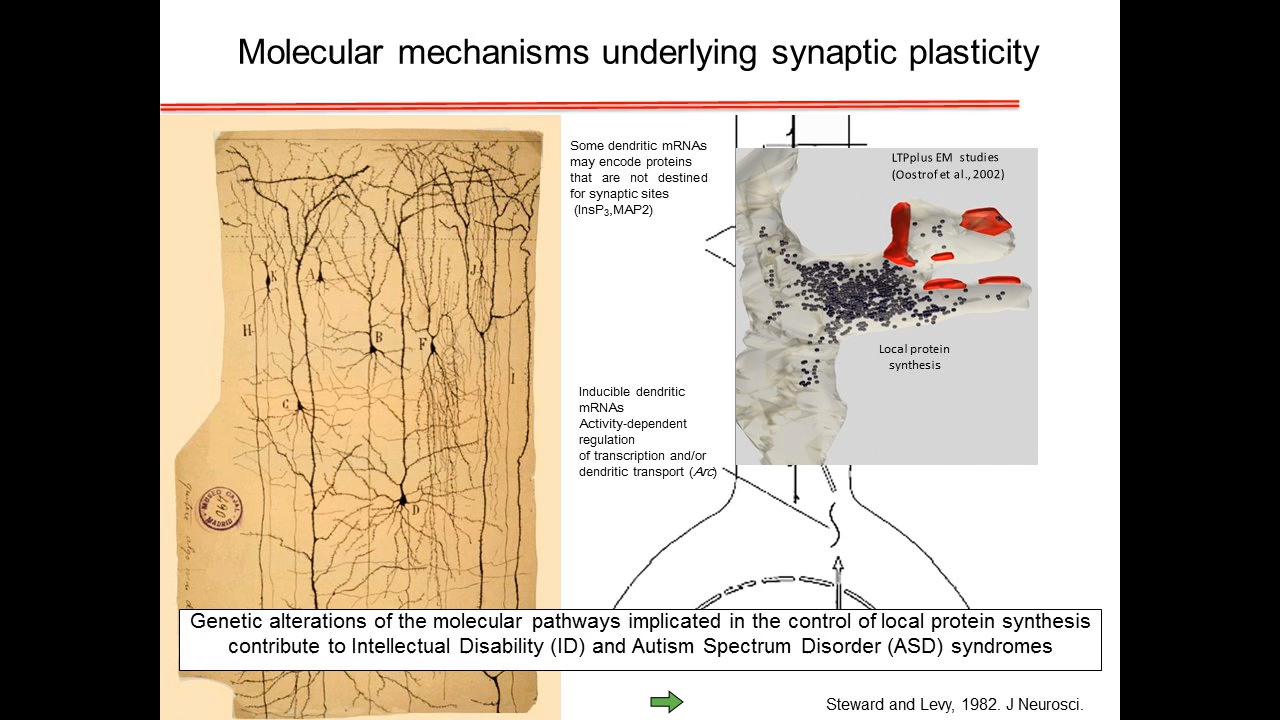 Molecular mechanisms underlying synaptic plasticity
Some dendritic mRNAs
may encode proteins
that are not destined
for synaptic sites
(InsP3,MAP2)
LTPplus EM studies
(Oostrof et al., 2002)
Local protein
synthesis
Inducible dendritic
mRNAs
Activity-dependent
regulation
of transcription and/or
dendritic transport (Arc)
K
A
J
H
B
F
I
C
D
MUSEO CAJAL
MADRID
Genetic alterations of the molecular pathways implicated in the control of local protein synthesis
contribute to Intellectual Disability (ID) and Autism Spectrum Disorder (ASD) syndromes
Steward and Levy, 1982. J Neurosci.